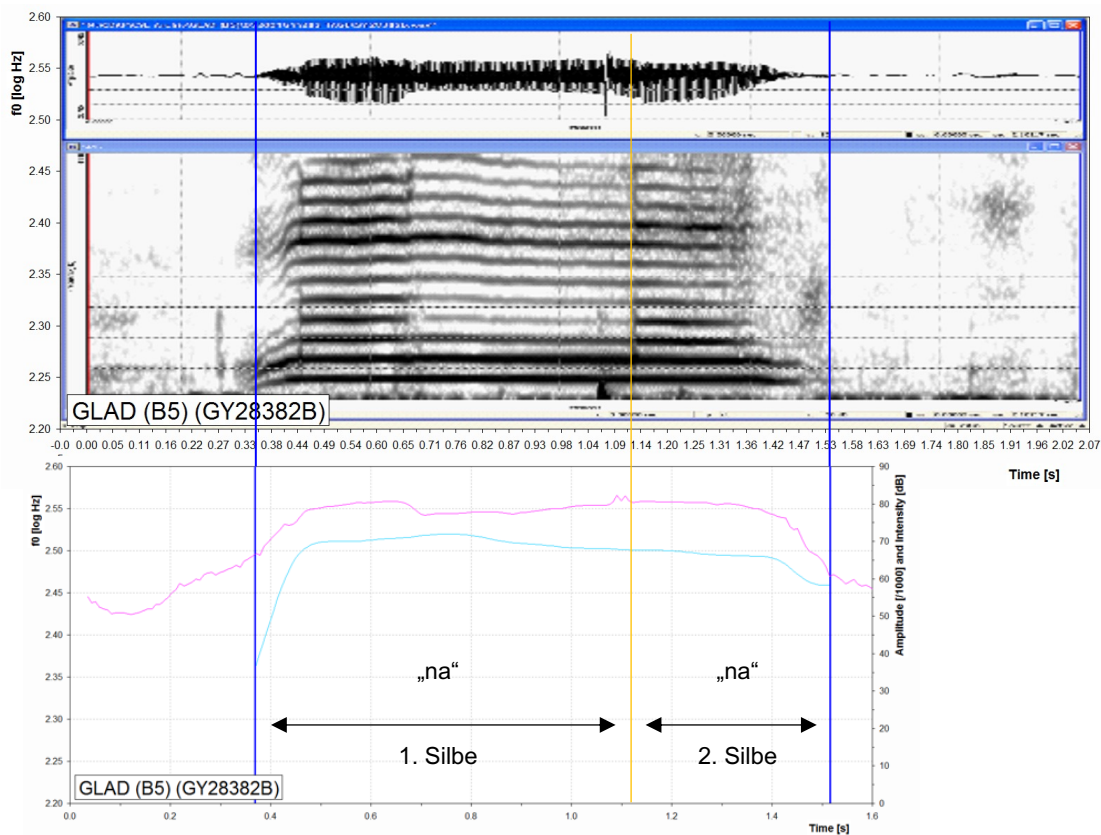 2.60
2.55
2.50
2.45
2.40
2.35
2.30
2.25
2.20
f0 [log Hz]
GLAD (B5) (GY28382B)
-0.0 0.00 0.05 0.11 0.16 0.22 0.27 0.33 0.38 0.44 0.49 0.55 0.60 0.65 0.71 0.76 0.82 0.87 0.93 0.98 1.04 1.09 1.14 1.20 1.25 1.31 1.36 1.42 1.47 1.53 1.58 1.63 1.69 1.74 1.80 1.85 1.91 1.96 2.02 2.07
Time [s]
2.60
2.55
2.50
2.45
2.40
2.35
2.30
2.25
2.20
f0 [log Hz]
90
80
70
60
50
40
30
20
10
0
Amplitude [/1000] and Intensity [dB]
„na“ „na“
1. Silbe 2. Silbe
GLAD (B5) (GY28382B)
0.0 0.2 0.4 0.6 0.8 1.0 1.2 1.4 1.6
Time [s]